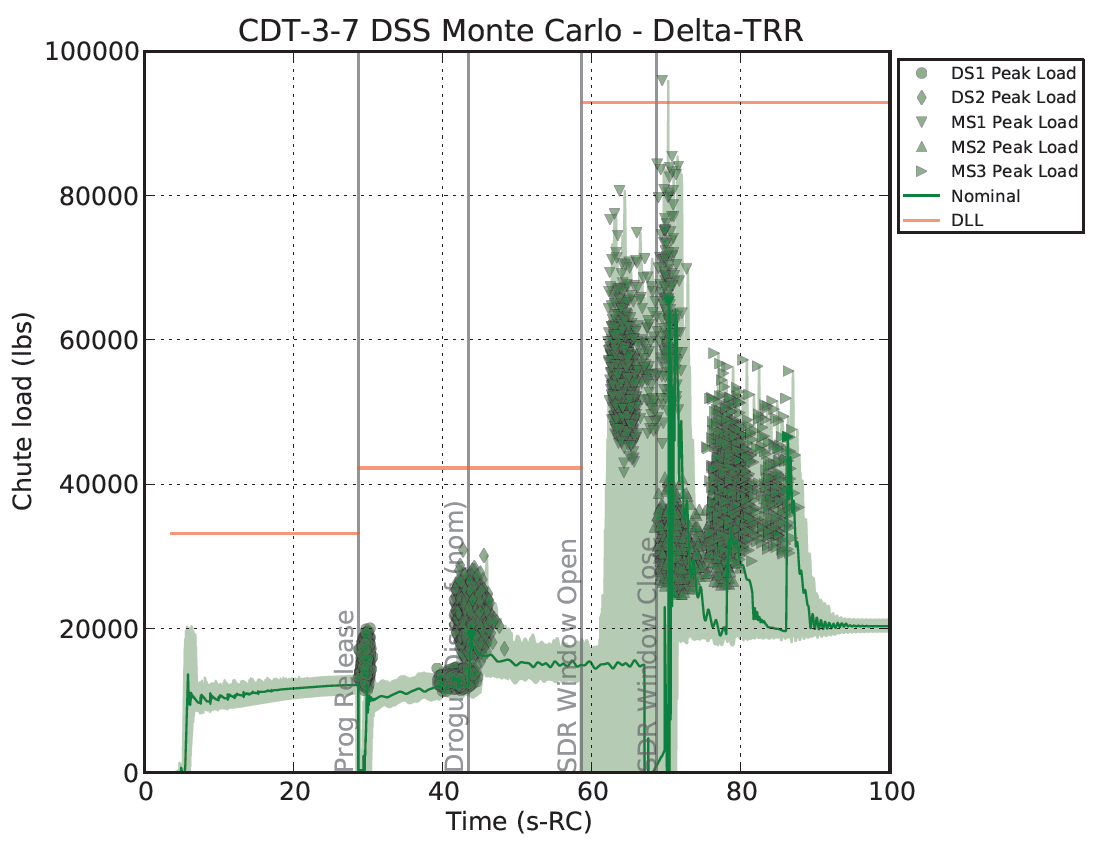 CDT-3-7 DSS Monte Carlo - Delta-TRR
100000
80000
60000
40000
20000
0
Chute load (lbs)
0
20
40
60
80
100
Time (s-RC)
Prog Release
SDR Window Open
SDR Window Close
DS1 Peak Load
DS2 Peak Load
MS1 Peak Load
MS2 Peak Load
MS3 Peak Load
Nominal
DLL